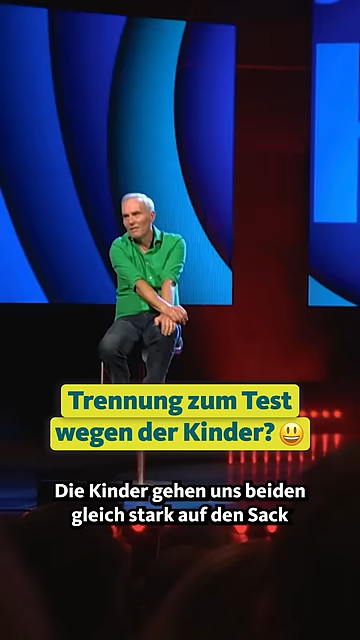 Trennung zum Test
wegen der Kinder? 😃
Die Kinder gehen uns beiden
gleich stark auf den Sack